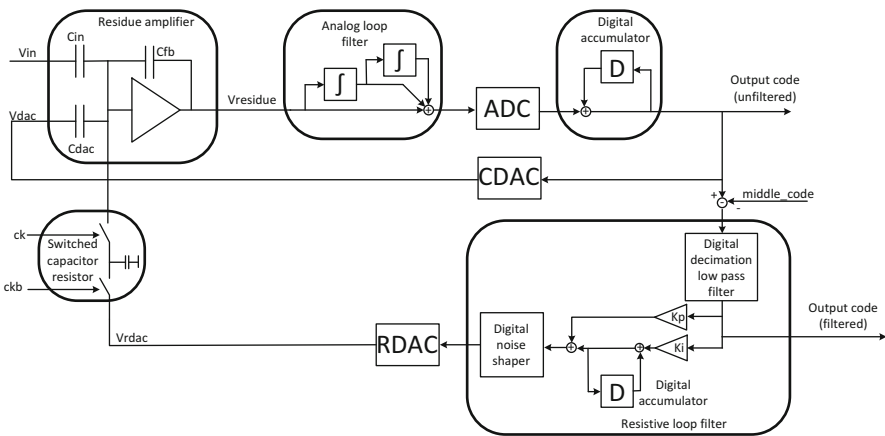 Residue amplifier
Cin
Vin
Cfb
Vdac
Cdac
Vresidue
Analog loop
filter
∫
∫
ADC
Digital
accumulator
D
Output code
(unfiltered)
CDAC
+
middle_code
-
ck
Switched
capacitor
resistor
ckb
Vrdac
RDAC
Digital
noise
shaper
Digital
decimation
low pass
filter
Kp
Ki
D
Digital
accumulator
Resistive loop filter
Output code
(filtered)